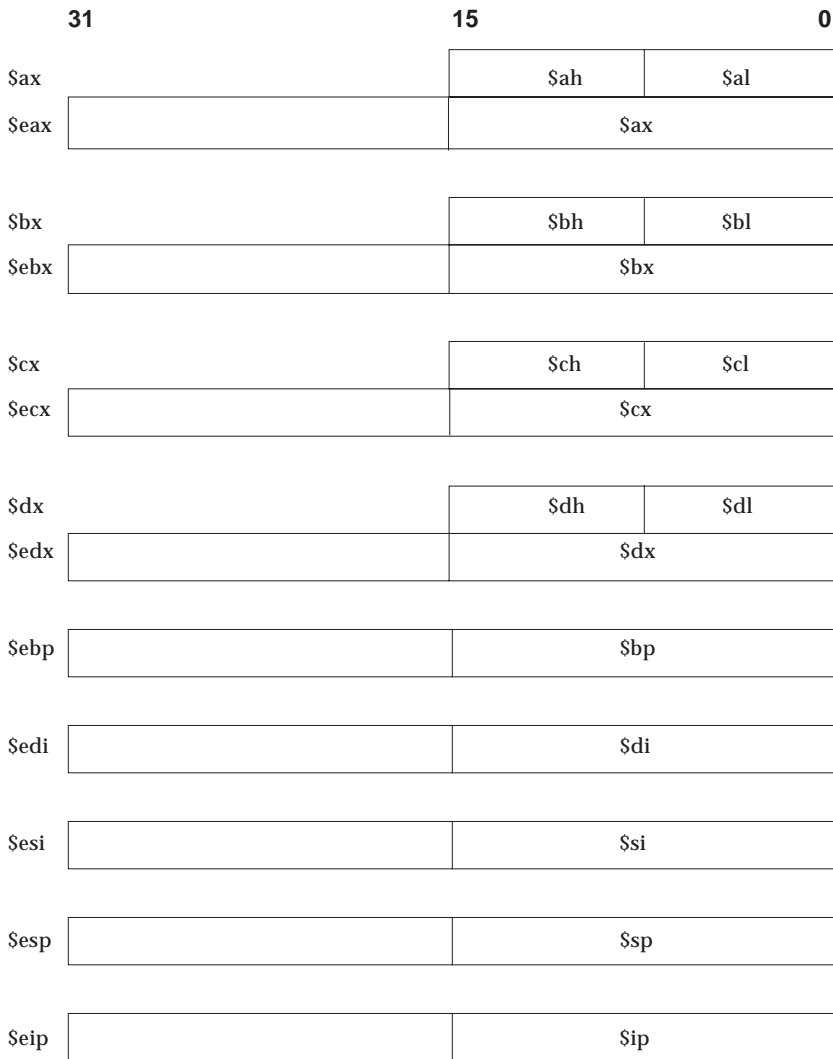 31 15 0
$ax $ah $al
$eax $ax
$bx $bh $bl
$ebx $bx
$cx $ch $cl
$ecx $cx
$dx $dh $dl
$edx $dx
$ebp $bp
$edi $di
$esi $si
$esp $sp
$eip $ip